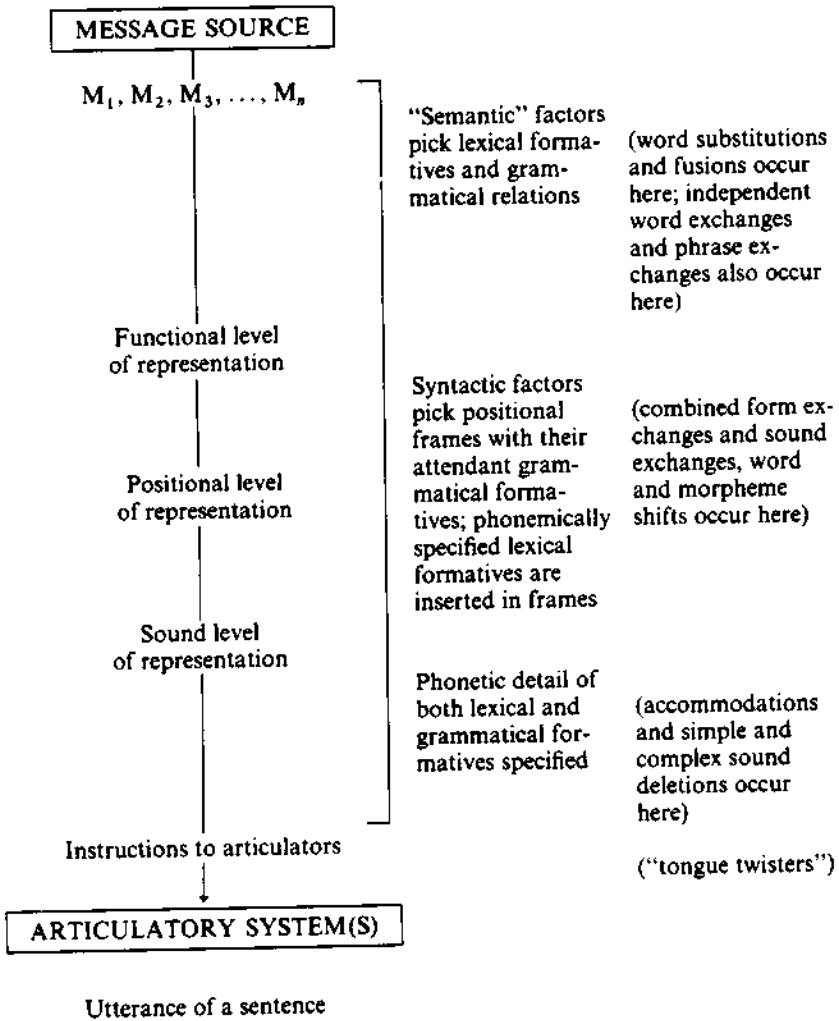 MESSAGE SOURCE
M₁, M₂, M₃, ..., Mₙ
"Semantic" factors
pick lexical forma-
tives and gram-
matical relations
(word substitutions
and fusions occur
here; independent
word exchanges
and phrase ex-
changes also occur
here)
Functional level
of representation
Syntactic factors
pick positional
frames with their
attendant gram-
matical forma-
tives; phonemically
specified lexical
formatives are
inserted in frames
(combined form ex-
changes and sound
exchanges, word
and morpheme
shifts occur here)
Positional level
of representation
Sound level
of representation
Phonetic detail of
both lexical and
grammatical for-
matives specified
(accommodations
and simple and
complex sound
deletions occur
here)
Instructions to articulators
("tongue twisters")
ARTICULATORY SYSTEM(S)
Utterance of a sentence